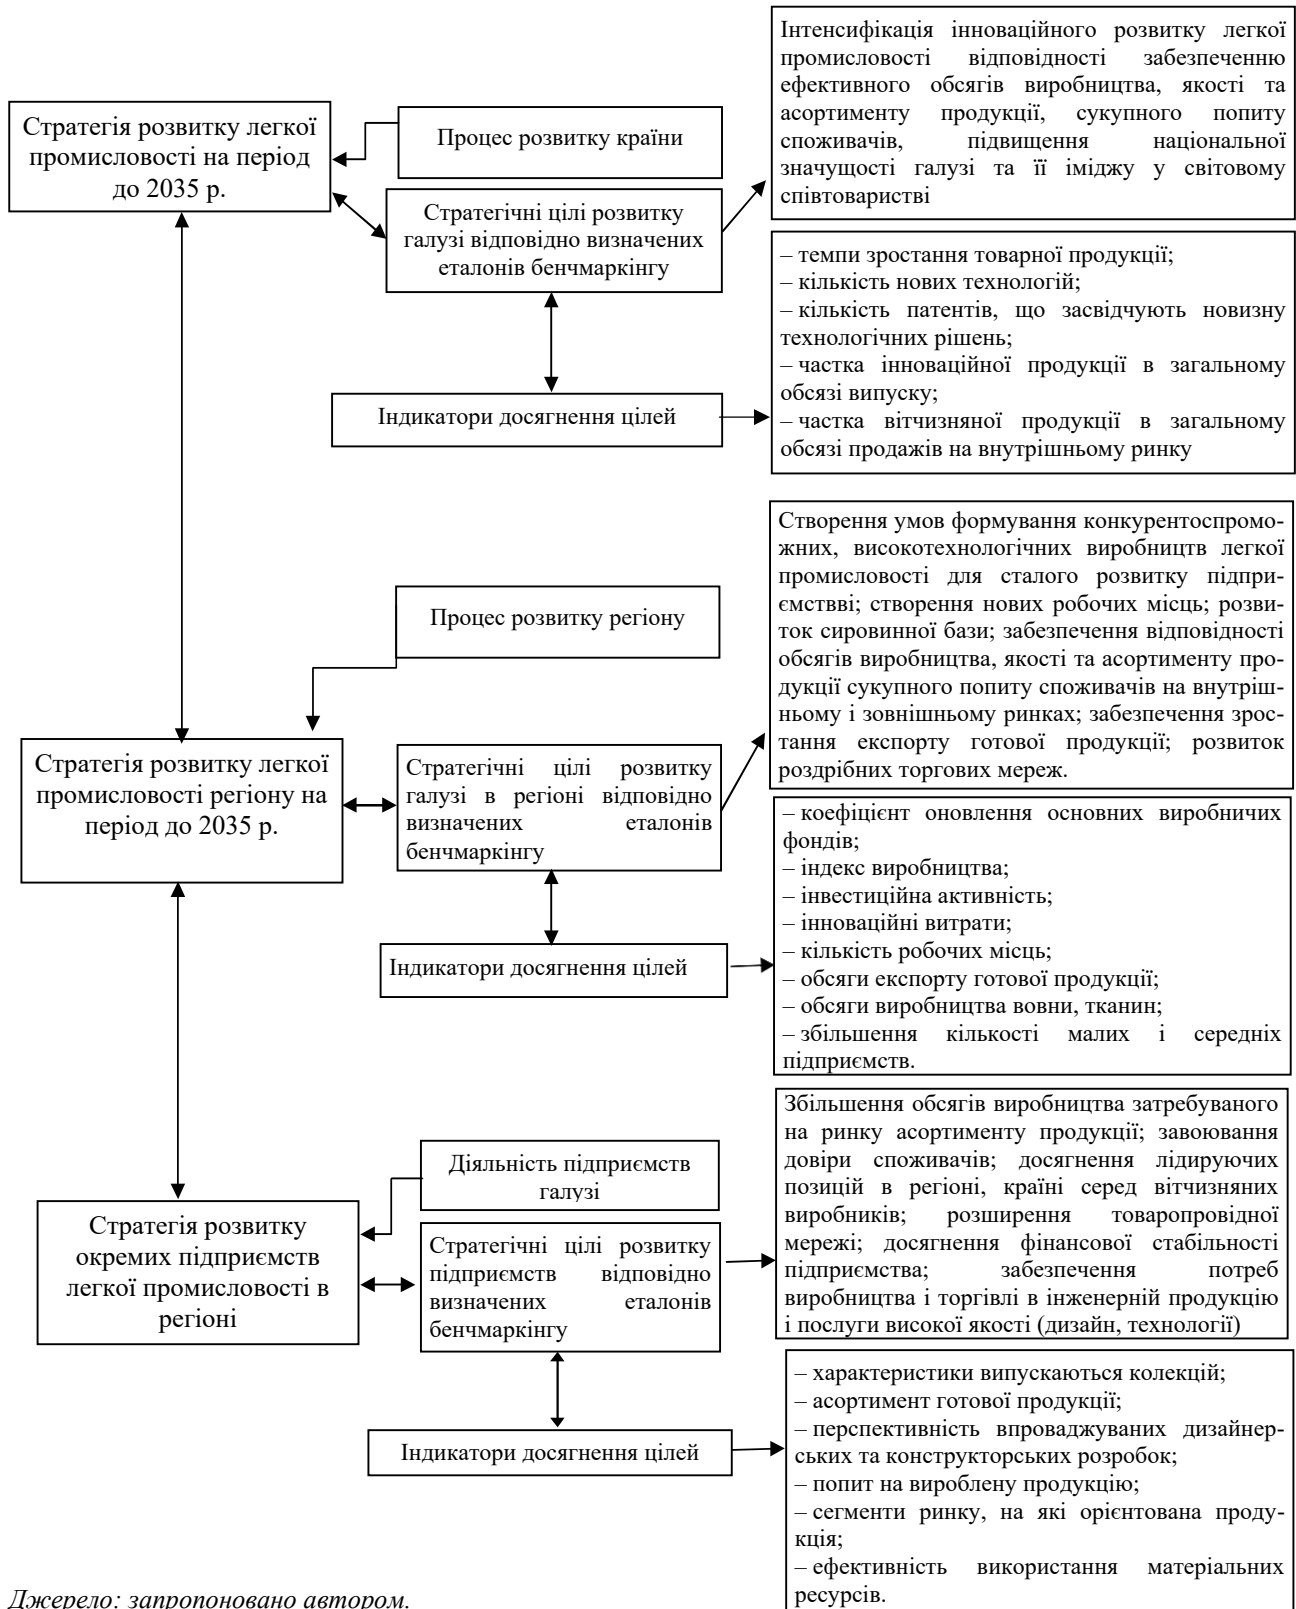 Інтенсифікація інноваційного розвитку легкої
промисловості відповідності забезпеченню
ефективного обсягів виробництва, якості та
асортименту продукції, сукупного попиту
споживачів, підвищення національної
значущості галузі та її іміджу у світового
співтоваристві
Стратегія розвитку легкої
промисловості на період
до 2035 р.
Процес розвитку країни
Стратегічні цілі розвитку
галузі відповідно визначених
еталонів бенчмаркінгу
– темпи зростання товарної продукції;
– кількість нових технологій;
– кількість патентів, що засвідчують новизну
технологічних рішень;
– частка інноваційної продукції в загальному
обсязі випуску;
– частка вітчизняної продукції в загальному
обсязі продажів на внутрішньому ринку
Індикатори досягнення цілей
Створення умов формування конкурентоспромо-
жних, високотехнологічних виробництв легкої
промисловості для сталого розвитку підпри-
ємствві; створення нових робочих місць; розви-
ток сировинної бази; забезпечення відповідності
обсягів виробництва, якості та асортименту про-
дукції сукупного попиту споживачів на внутріш-
ньому і зовнішньому ринках; забезпечення зрос-
тання експорту готової продукції; розвиток
роздрібних торгових мереж.
Процес розвитку регіону
Стратегія розвитку легкої
промисловості регіону на
період до 2035 р.
Стратегічні цілі розвитку
галузі в регіоні відповідно
визначених еталонів
бенчмаркінгу
– коефіцієнт оновлення основних виробничих
фондів;
– індекс виробництва;
– інвестиційна активність;
– інноваційні витрати;
– кількість робочих місць;
– обсяги експорту готової продукції;
– обсяги виробництва вовни, тканин;
– збільшення кількості малих і середніх
підприємств.
Індикатори досягнення цілей
Збільшення обсягів виробництва затребуваного
на ринку асортименту продукції; завоювання
довіри споживачів; досягнення лідируючих
позицій в регіоні, країні серед вітчизняних
виробників; розширення товаропровідної
мережі; досягнення фінансової стабільності
підприємства; забезпечення потреб
виробництва і торгівлі в інженерній продукцію
і послуги високої якості (дизайн, технології)
Діяльність підприємств
галузі
Стратегія розвитку
окремих підприємств
легкої промисловості в
регіоні
Стратегічні цілі розвитку
підприємств відповідно
визначених еталонів
бенчмаркінгу
– характеристики випускаються колекцій;
– асортимент готової продукції;
– перспективність впроваджуваних дизайнер-
ських та конструкторських розробок;
– попит на вироблену продукцію;
– сегменти ринку, на які орієнтована проду-
кція;
– ефективність використання матеріальних
ресурсів.
Індикатори досягнення цілей
Джерело: запропоновано автором.